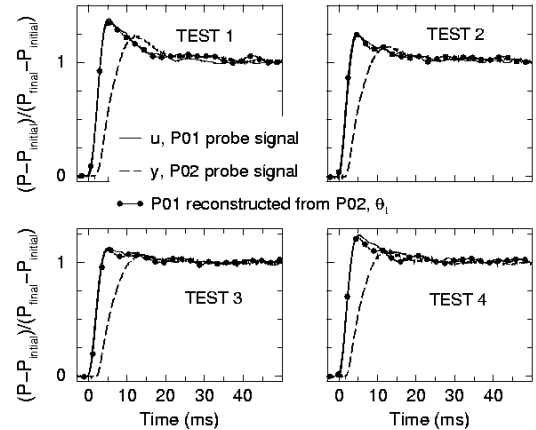 TEST 1
TEST 2
(P−P_initial)/(P_final−P_initial)
1
0
u, P01 probe signal
y, P02 probe signal
P01 reconstructed from P02, θ_i
TEST 3
TEST 4
(P−P_intial)/(P_final−P_initial)
1
0
0 10 20 30 40
0 10 20 30 40
Time (ms)
Time (ms)